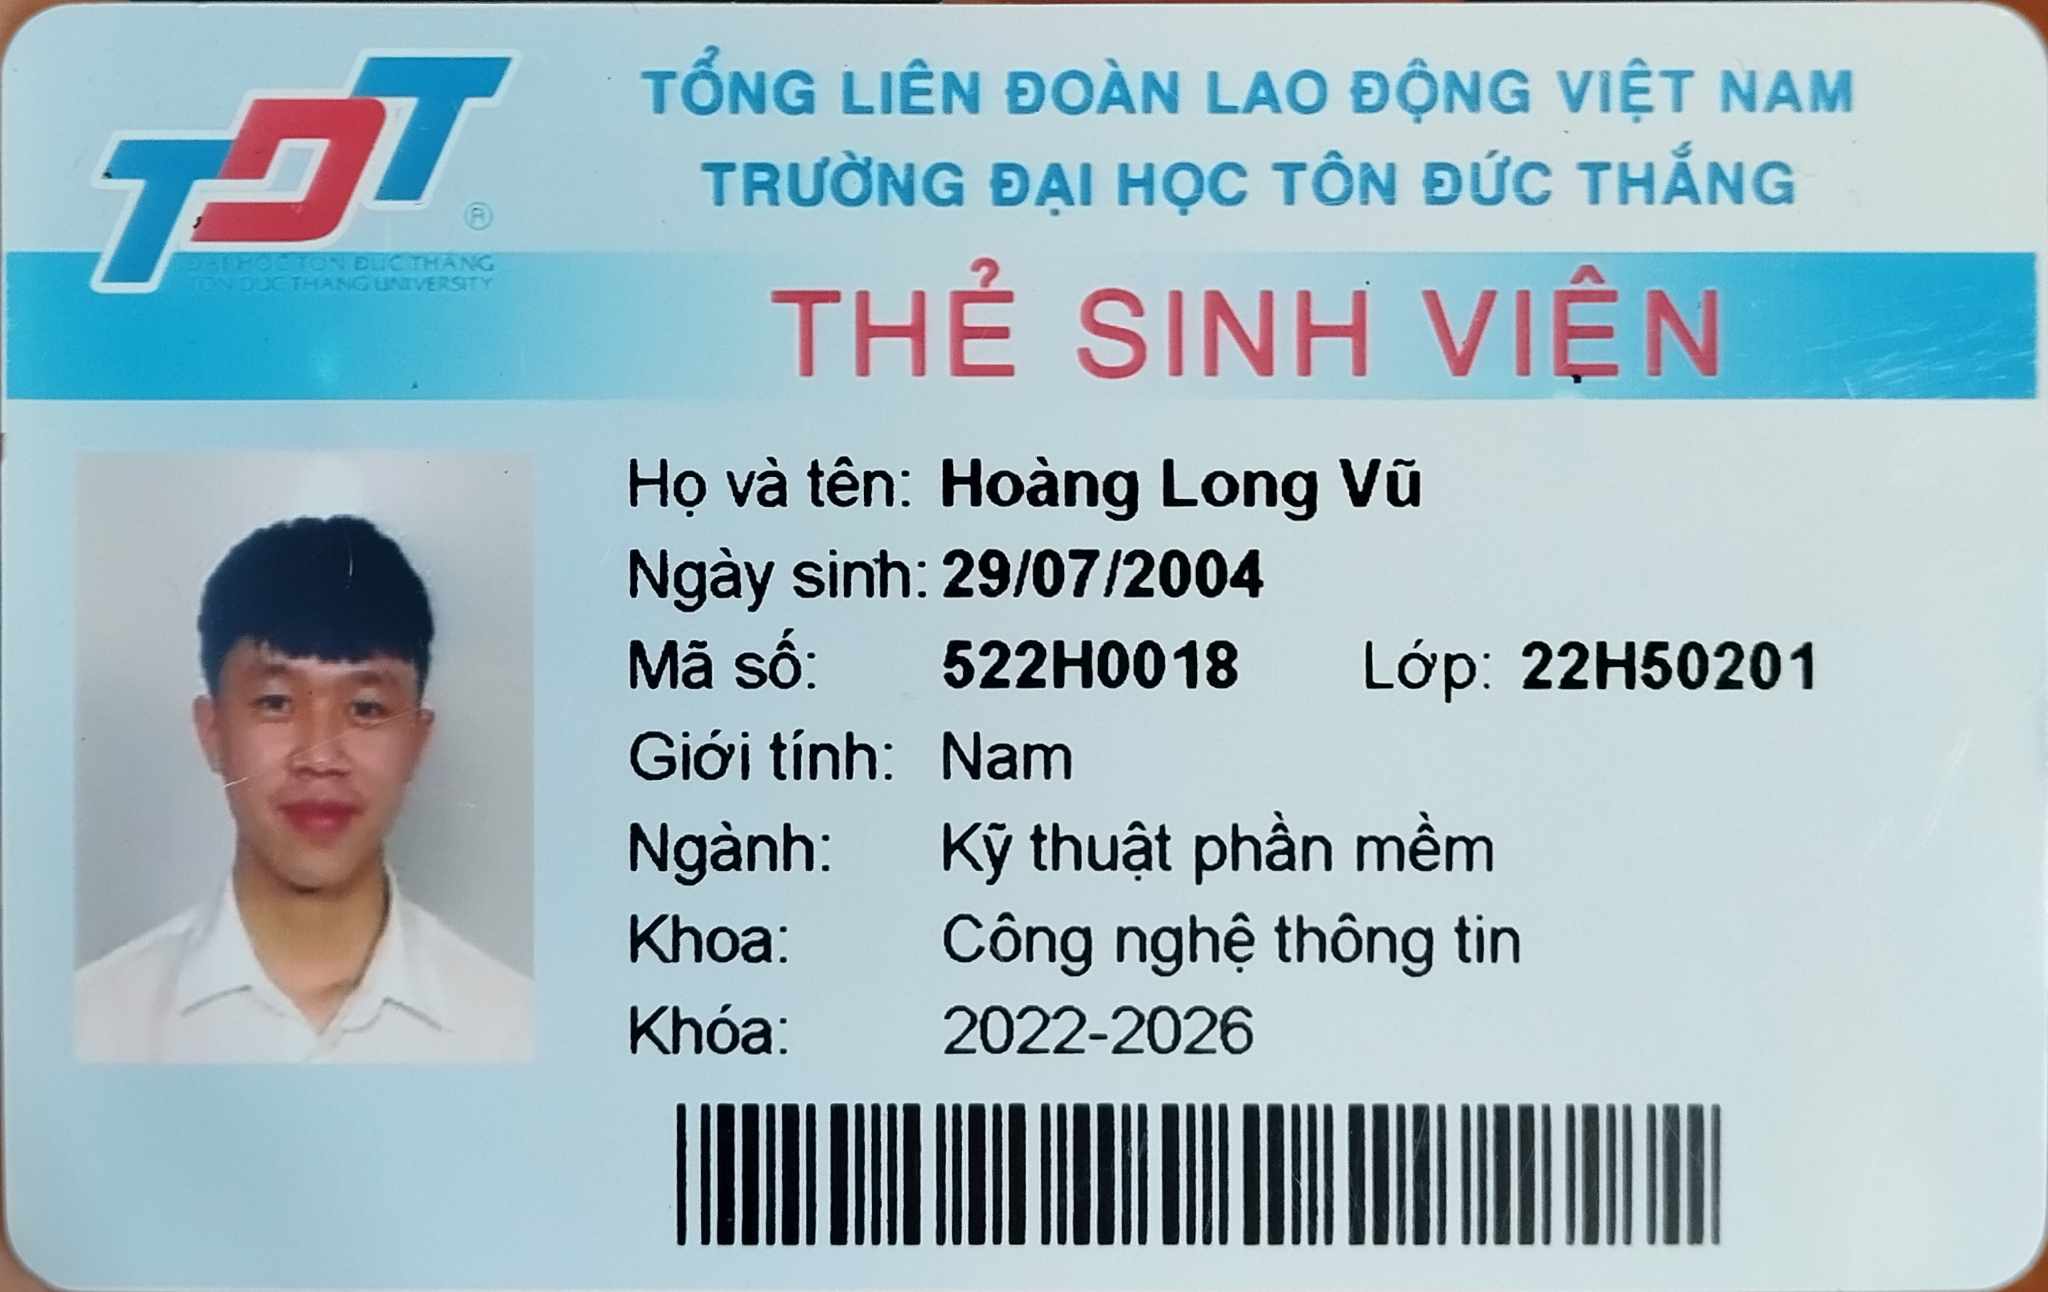 TDT ®
ĐẠI HỌC TÔN ĐỨC THẮNG
TON DUC THANG UNIVERSITY
TỔNG LIÊN ĐOÀN LAO ĐỘNG VIỆT NAM
TRƯỜNG ĐẠI HỌC TÔN ĐỨC THẮNG
THẺ SINH VIÊN
Họ và tên: Hoàng Long Vũ
Ngày sinh: 29/07/2004
Mã số: 522H0018 Lớp: 22H50201
Giới tính: Nam
Ngành: Kỹ thuật phần mềm
Khoa: Công nghệ thông tin
Khóa: 2022-2026